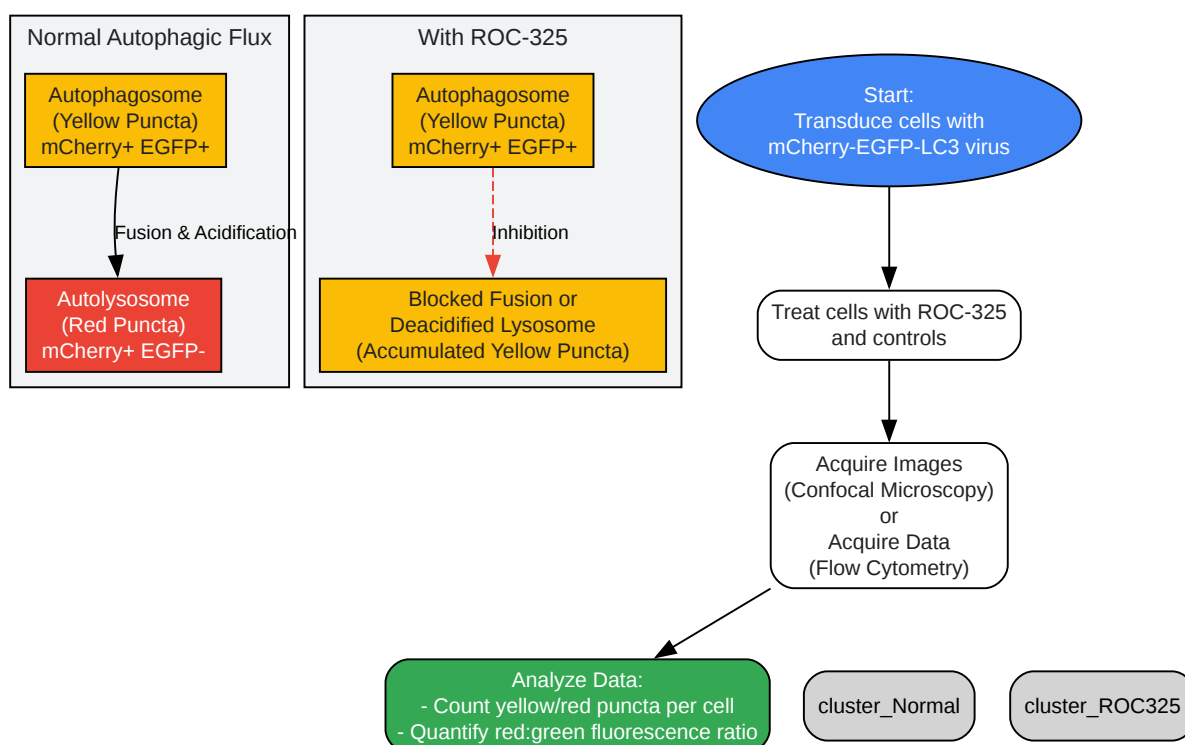 Normal Autophagic Flux
Autophagosome
(Yellow Puncta)
mCherry+ EGFP+
Fusion & Acidification
Autolysosome
(Red Puncta)
mCherry+ EGFP-
With ROC-325
Autophagosome
(Yellow Puncta)
mCherry+ EGFP+
Inhibition
Blocked Fusion or
Deacidified Lysosome
(Accumulated Yellow Puncta)
Start:
Transduce cells with
mCherry-EGFP-LC3 virus
Treat cells with ROC-325
and controls
Acquire Images
(Confocal Microscopy)
or
Acquire Data
(Flow Cytometry)
Analyze Data:
- Count yellow/red puncta per cell
- Quantify red:green fluorescence ratio
cluster_Normal
cluster_ROC325